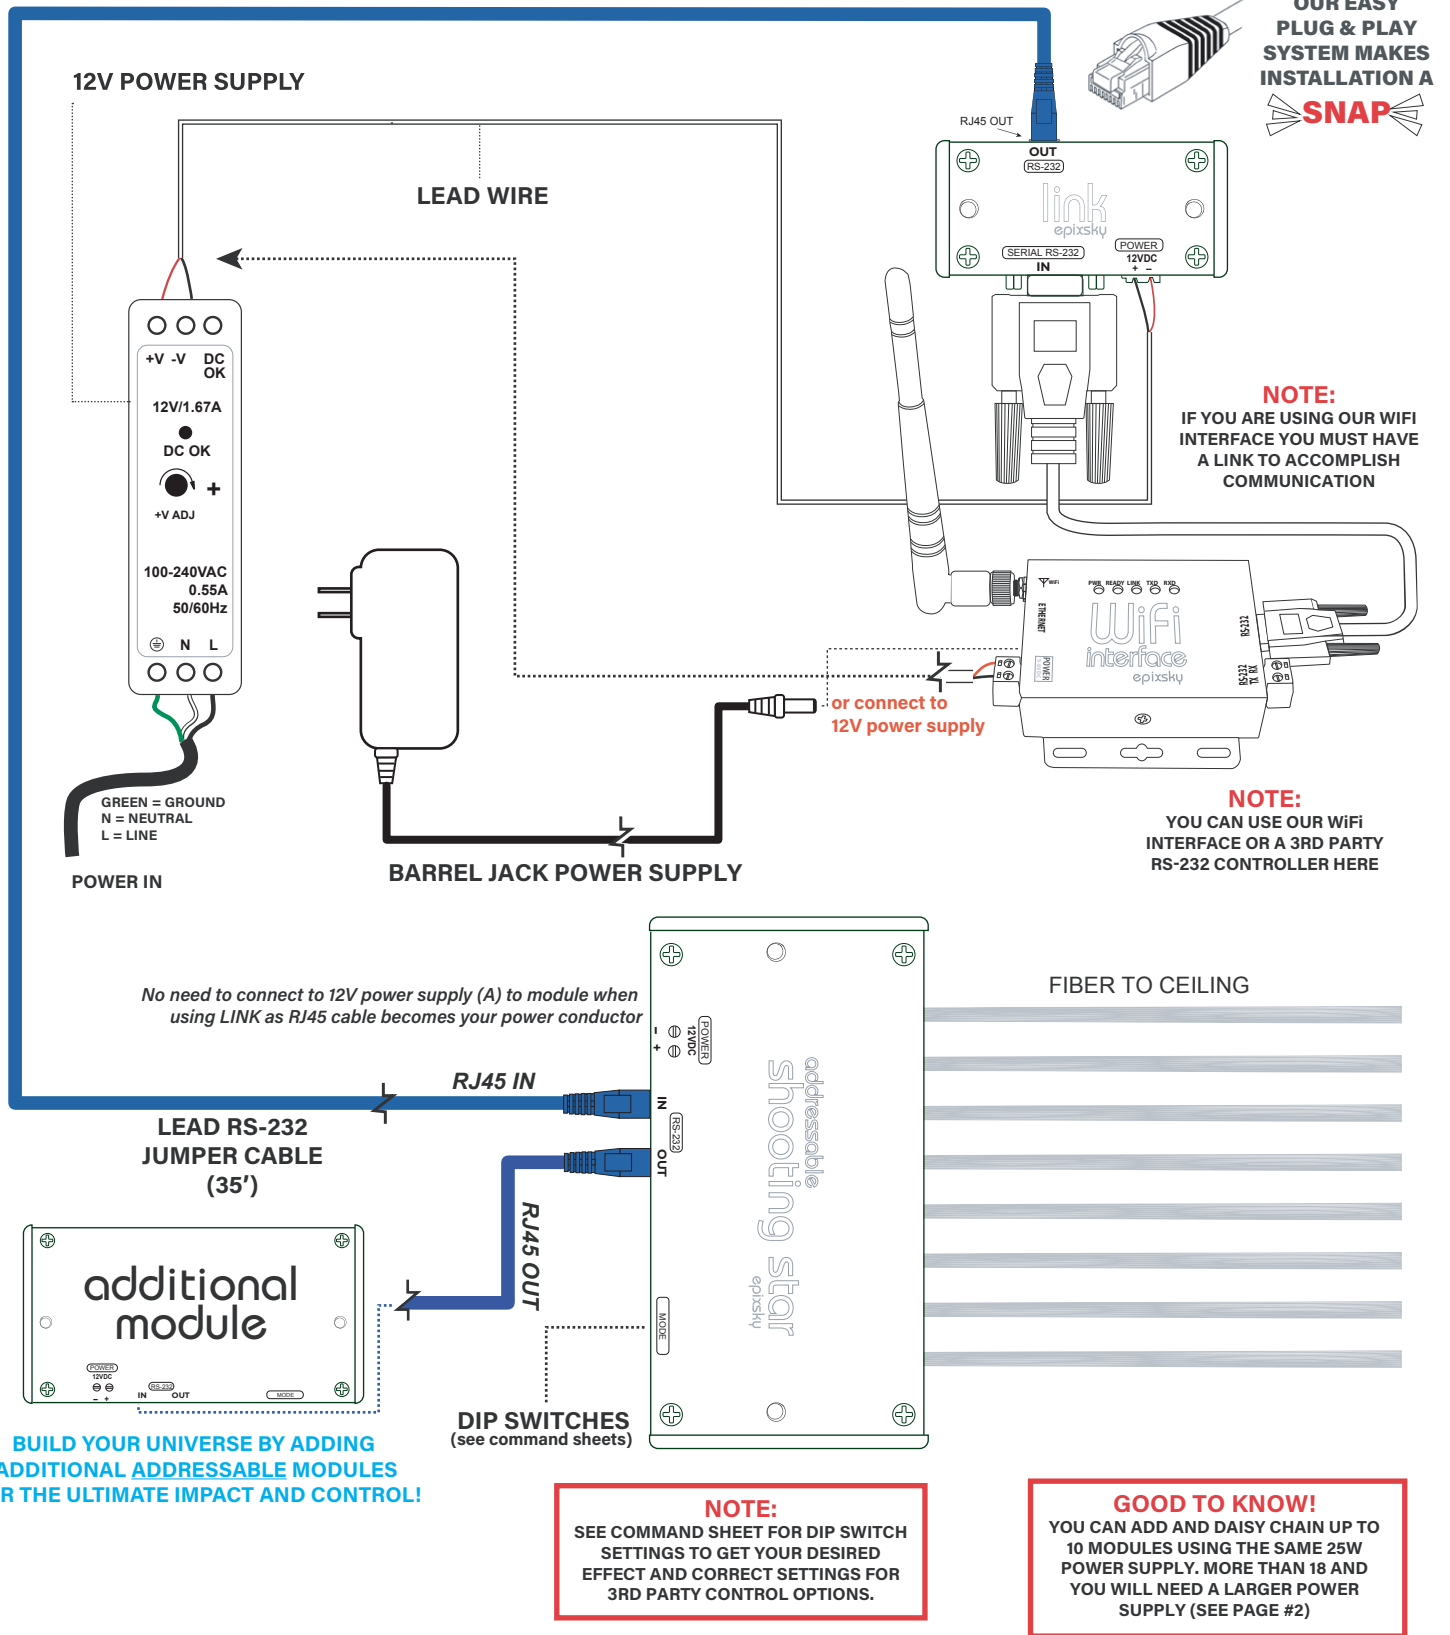 OUR EASY
PLUG & PLAY
SYSTEM MAKES
INSTALLATION A
SNAP
12V POWER SUPPLY
LEAD WIRE
RJ45 OUT
OUT
RS-232
link
epixsky
SERIAL RS-232
IN
POWER
12VDC
+ –
+V -V DC
OK
12V/1.67A
DC OK
+
+V ADJ
100-240VAC
0.55A
50/60Hz
N L
GREEN = GROUND
N = NEUTRAL
L = LINE
POWER IN
NOTE:
IF YOU ARE USING OUR WIFI
INTERFACE YOU MUST HAVE
A LINK TO ACCOMPLISH
COMMUNICATION
WiFi
PWR READY LINK TXD RXD
ETHERNET
POWER
WiFi
interface
epixsky
RS-232
RS-232
TX RX
or connect to
12V power supply
BARREL JACK POWER SUPPLY
NOTE:
YOU CAN USE OUR WiFi
INTERFACE OR A 3RD PARTY
RS-232 CONTROLLER HERE
No need to connect to 12V power supply (A) to module when
using LINK as RJ45 cable becomes your power conductor
- +
12VDC
POWER
RJ45 IN
IN
RS-232
OUT
LEAD RS-232
JUMPER CABLE
(35')
RJ45 OUT
addressable
shooting star
epixsky
MODE
FIBER TO CEILING
additional
module
POWER
12VDC
– +
IN
RS-232
OUT
MODE
DIP SWITCHES
(see command sheets)
BUILD YOUR UNIVERSE BY ADDING
ADDITIONAL ADDRESSABLE MODULES
R THE ULTIMATE IMPACT AND CONTROL!
NOTE:
SEE COMMAND SHEET FOR DIP SWITCH
SETTINGS TO GET YOUR DESIRED
EFFECT AND CORRECT SETTINGS FOR
3RD PARTY CONTROL OPTIONS.
GOOD TO KNOW!
YOU CAN ADD AND DAISY CHAIN UP TO
10 MODULES USING THE SAME 25W
POWER SUPPLY. MORE THAN 18 AND
YOU WILL NEED A LARGER POWER
SUPPLY (SEE PAGE #2)